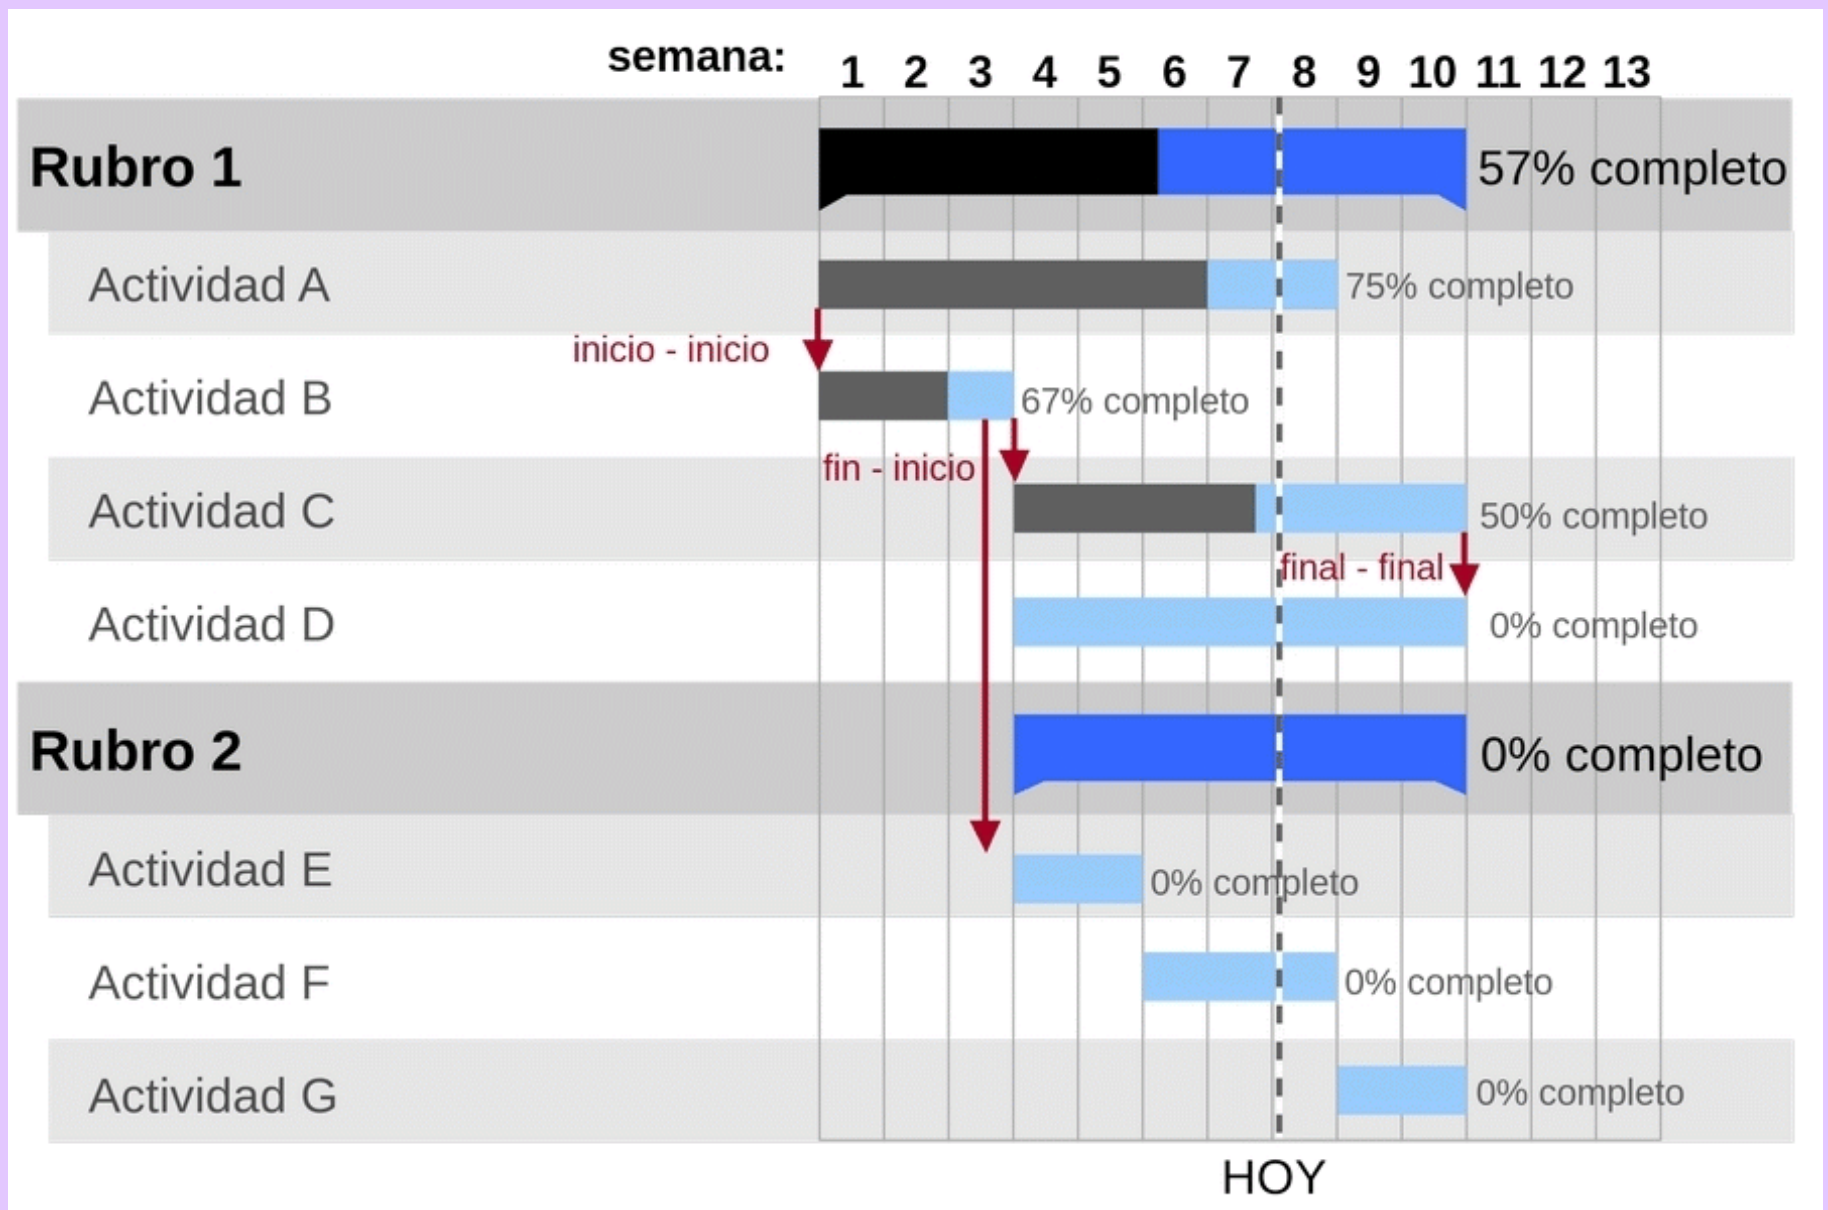 semana:
1 2 3 4 5 6 7 8 9 10 11 12 13
Rubro 1
57% completo
Actividad A
75% completo
inicio - inicio
Actividad B
67% completo
fin - inicio
Actividad C
50% completo
final - final
Actividad D
0% completo
Rubro 2
0% completo
Actividad E
0% completo
Actividad F
0% completo
Actividad G
0% completo
HOY